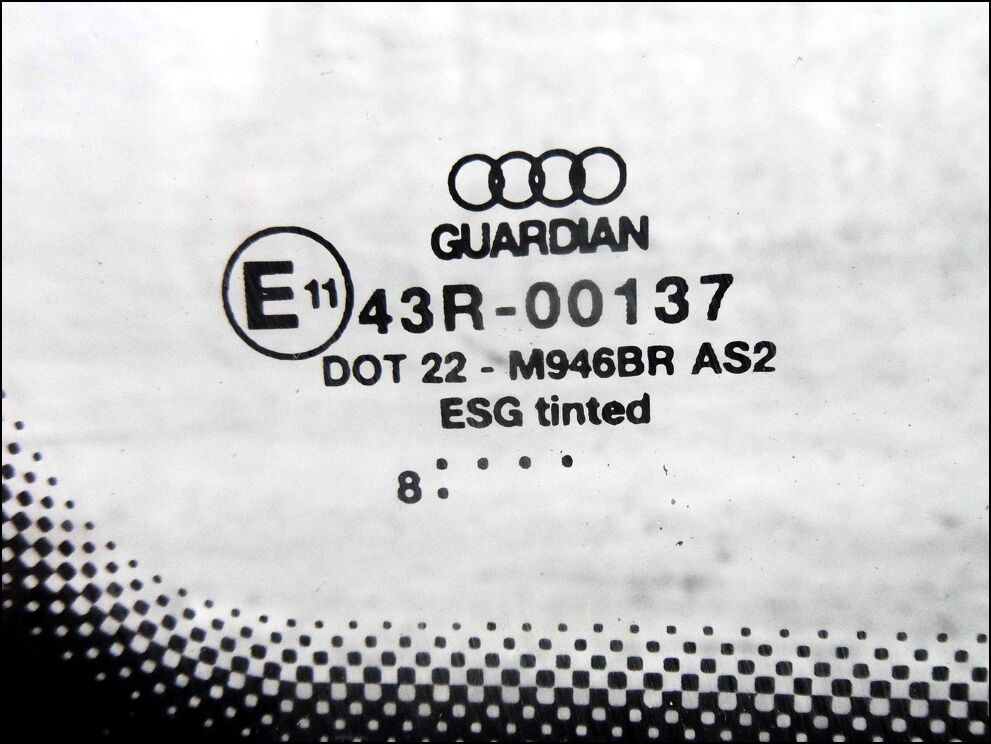 GUARDIAN
E 11 43R-00137
DOT 22 - M946BR AS2
ESG tinted
8